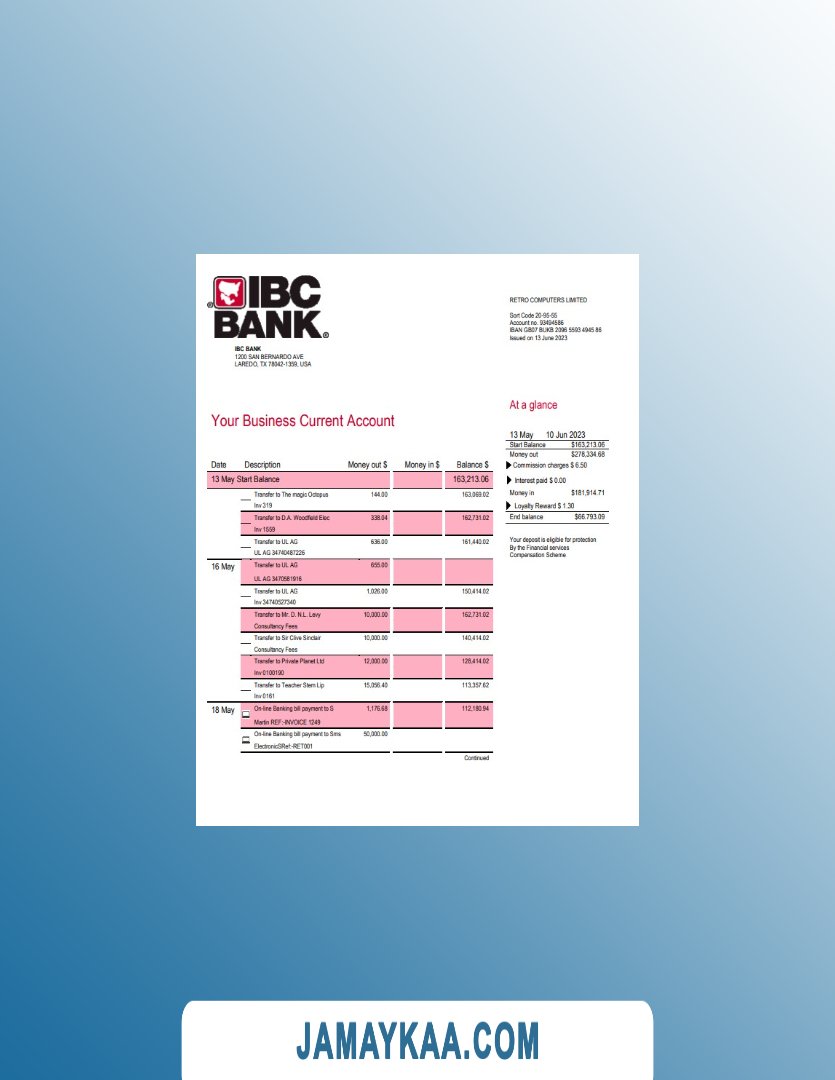 IBC
BANK
IBC BANK
1200 SAN BERNARDO AVE
LAREDO, TX 78042-1359, USA
RETRO COMPUTERS LIMITED
Sort Code 20-95-55
Account no. 93494586
IBAN GB07 BUKB 2096 5593 4945 86
Issued on 13 June 2023
Your Business Current Account
At a glance
13 May 10 Jun 2023
Start Balance $163,213.06
Money out $278,334.68
Commission charges $ 6.50
Interest paid $ 0.00
Money in $181,914.71
Loyalty Reward $ 1.30
End balance $66.793.09
Your deposit is eligible for protection
By the Financial services
Compensation Scheme
Date Description Money out $ Money in $ Balance $
13 May Start Balance 163,213.06
Transfer to The magic Octopus 144.00 163,069.02
Inv 319
Transfer to D.A. Woodfield Elec 338.04 162,731.02
Inv 1559
Transfer to UL AG 636.00 161,440.02
UL AG 34740487226
16 May Transfer to UL AG 655.00
UL AG 3470581916
Transfer to UL AG 1,026.00 150,414.02
Inv 34740527340
Transfer to Mr. D. N.L. Levy 10,000.00 162,731.02
Consultancy Fees
Transfer to Sir Clive Sinclair 10,000.00 140,414.02
Consultancy Fees
Transfer to Private Planet Ltd 12,000.00 128,414.02
Inv 0100190
Transfer to Teacher Stern Lip 15,056.40 113,357.62
Inv 0161
18 May On-line Banking bill payment to S 1,176.68 112,180.94
Martin REF:-INVOICE 1249
On-line Banking bill payment to Sms 50,000.00
ElectronicSRef:-RET001
Continued
JAMAYKAA.COM